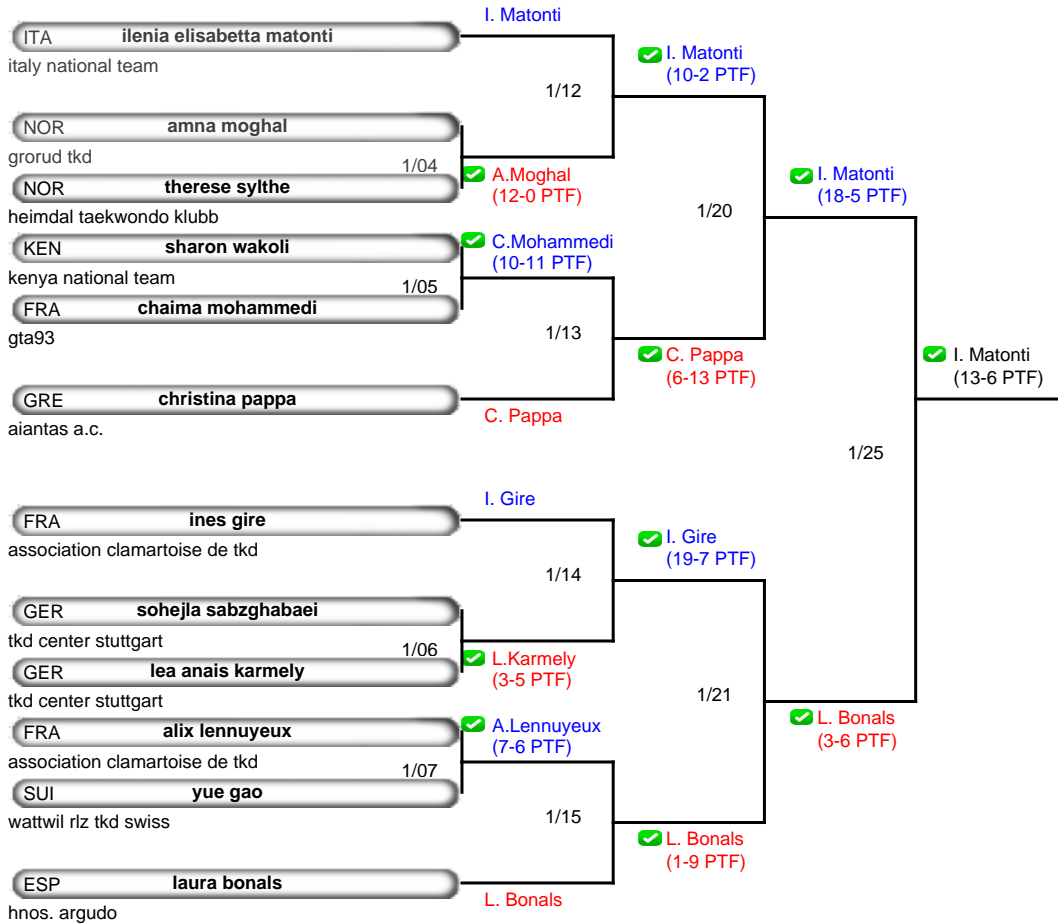 I. Matonti
ITA ilenia elisabetta matonti
italy national team
I. Matonti
(10-2 PTF)
1/12
NOR amna moghal
grorud tkd
1/04
A.Moghal
(12-0 PTF)
NOR therese sylthe
heimdal taekwondo klubb
I. Matonti
(18-5 PTF)
1/20
KEN sharon wakoli
kenya national team
C.Mohammedi
(10-11 PTF)
1/05
FRA chaima mohammedi
gta93
1/13
C. Pappa
(6-13 PTF)
I. Matonti
(13-6 PTF)
GRE christina pappa
aiantas a.c.
C. Pappa
1/25
I. Gire
FRA ines gire
association clamartoise de tkd
I. Gire
(19-7 PTF)
1/14
GER sohejla sabzghabaei
tkd center stuttgart
1/06
L.Karmely
(3-5 PTF)
GER lea anais karmely
tkd center stuttgart
1/21
FRA alix lennuyeux
association clamartoise de tkd
A.Lennuyeux
(7-6 PTF)
L. Bonals
(3-6 PTF)
1/07
SUI yue gao
wattwil rlz tkd swiss
1/15
L. Bonals
(1-9 PTF)
ESP laura bonals
hnos. argudo
L. Bonals